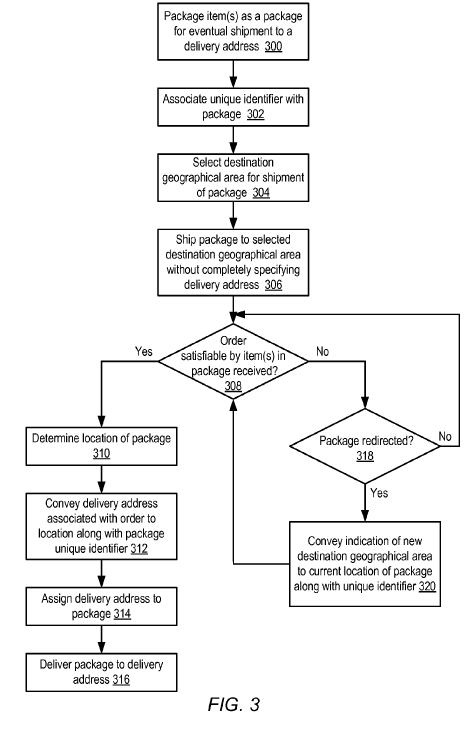 Package item(s) as a package
for eventual shipment to a
delivery address 300
Associate unique identifier with
package 302
Select destination
geographical area for shipment
of package 304
Ship package to selected
destination geographical area
without completely specifying
delivery address 306
Order
satisfiable by item(s) in
package received?
308
Yes
No
Determine location of package
310
Convey delivery address
associated with order to
location along with package
unique identifier 312
Assign delivery address to
package 314
Deliver package to delivery
address 316
Package redirected?
318
No
Yes
Convey indication of new
destination geographical area
to current location of package
along with unique identifier 320
FIG. 3